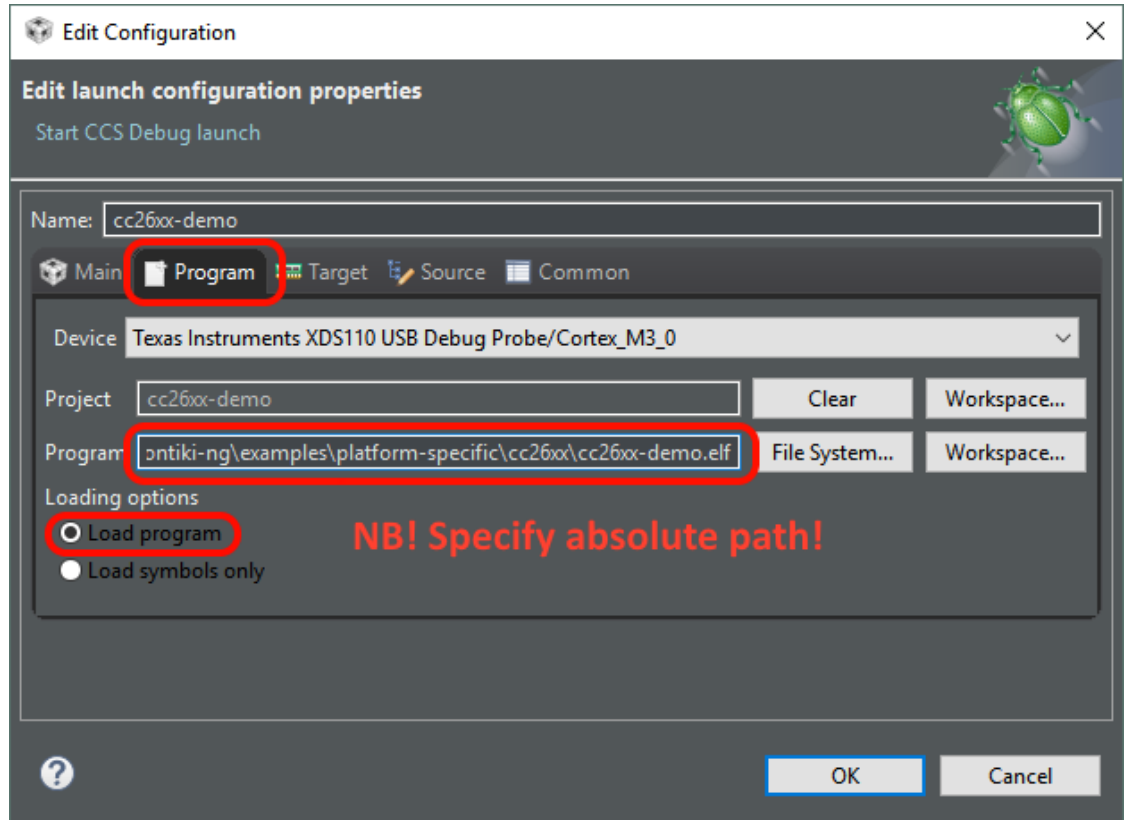 Edit Configuration
Edit launch configuration properties
Start CCS Debug launch
Name: cc26xx-demo
Main Program Target Source Common
Device Texas Instruments XDS110 USB Debug Probe/Cortex_M3_0
Project cc26xx-demo Clear Workspace...
Program ontiki-ng\examples\platform-specific\cc26xx\cc26xx-demo.elf File System... Workspace...
Loading options
Load program NB! Specify absolute path!
Load symbols only
? OK Cancel